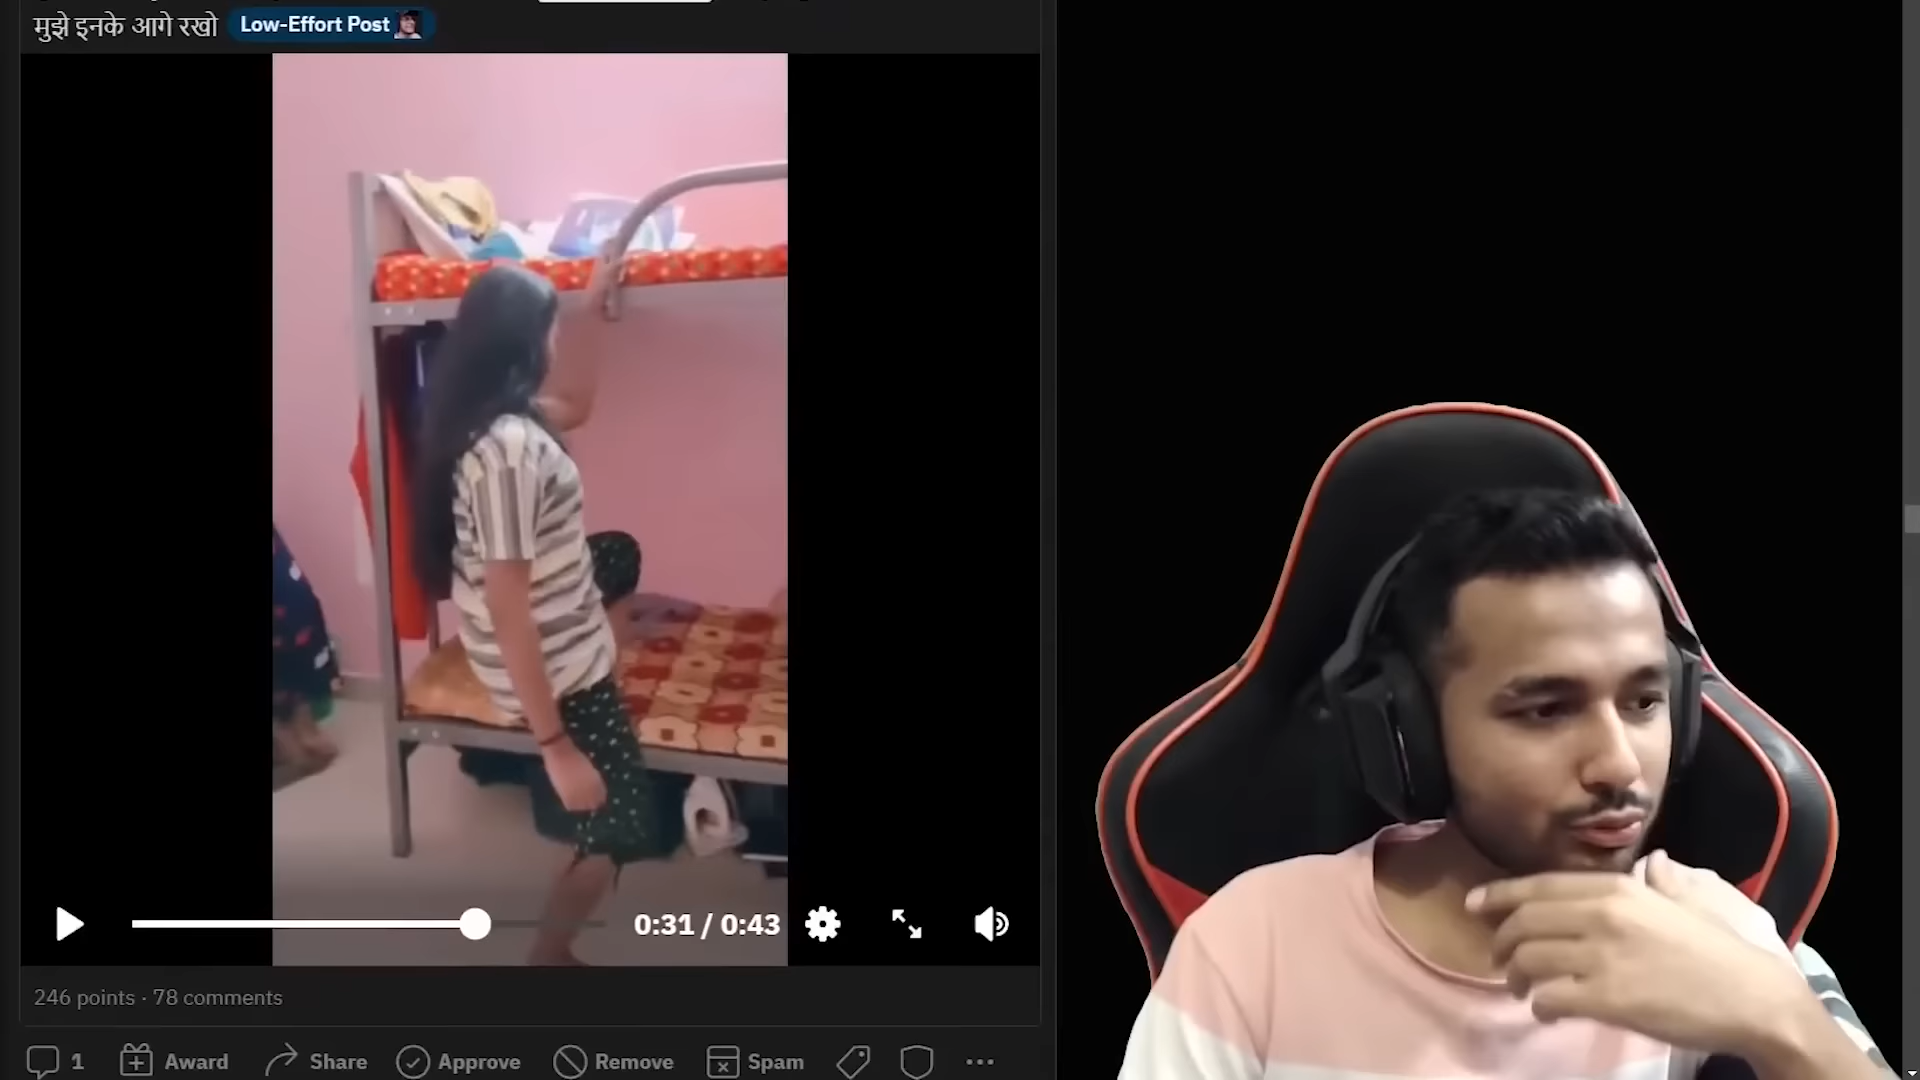 मुझे इनके आगे रखो Low-Effort Post
0:31 / 0:43
246 points · 78 comments
1 Award Share Approve Remove Spam